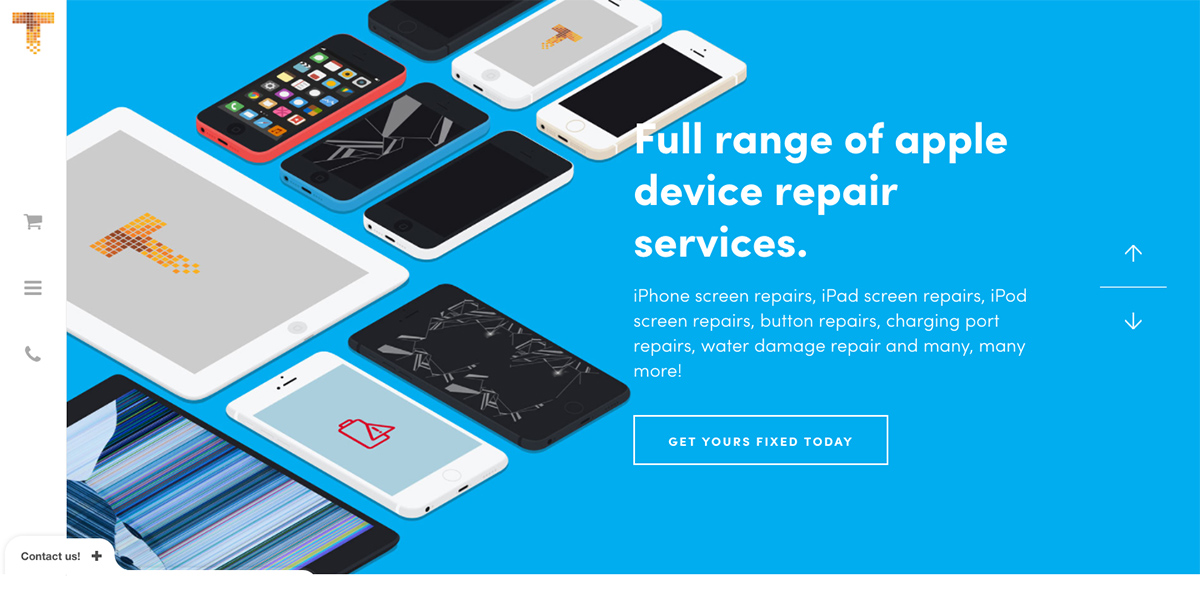 Full range of apple
device repair
services.
iPhone screen repairs, iPad screen repairs, iPod
screen repairs, button repairs, charging port
repairs, water damage repair and many, many
more!
GET YOURS FIXED TODAY
Contact us!